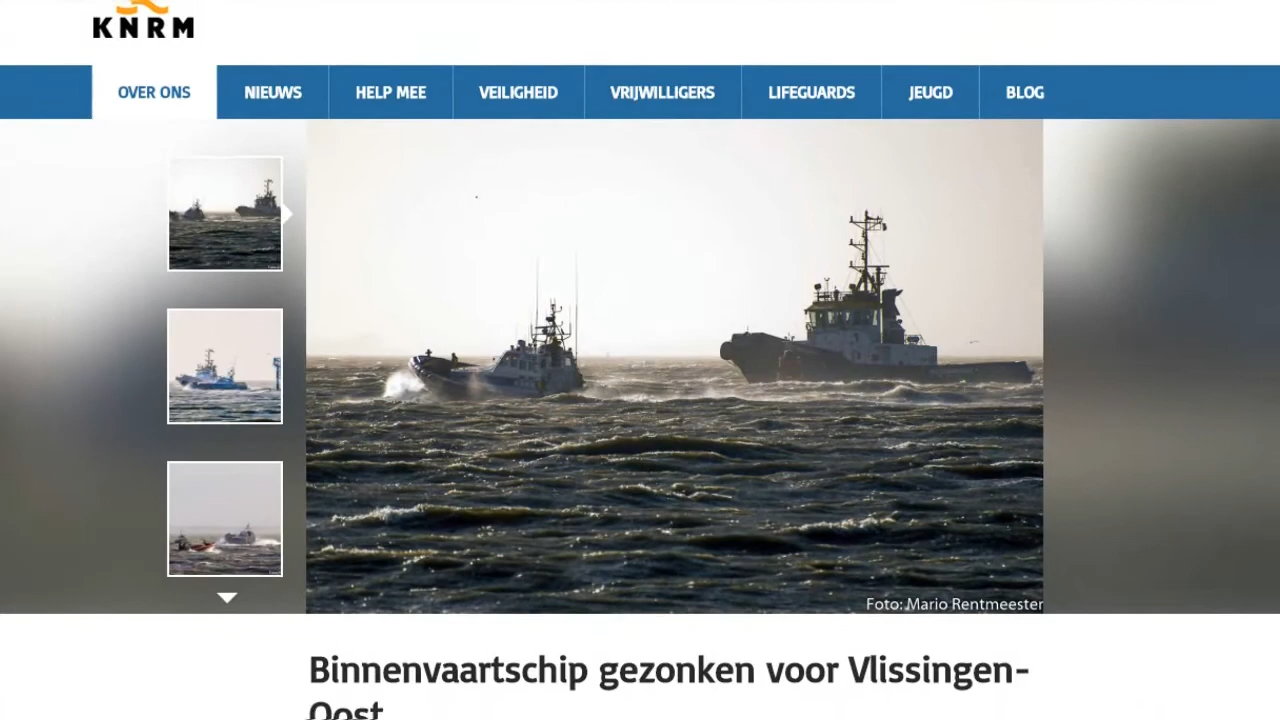 KNRM
OVER ONS NIEUWS HELP MEE VEILIGHEID VRIJWILLIGERS LIFEGUARDS JEUGD BLOG
Foto: Mario Rentmeester
Binnenvaartschip gezonken voor Vlissingen-
Oost